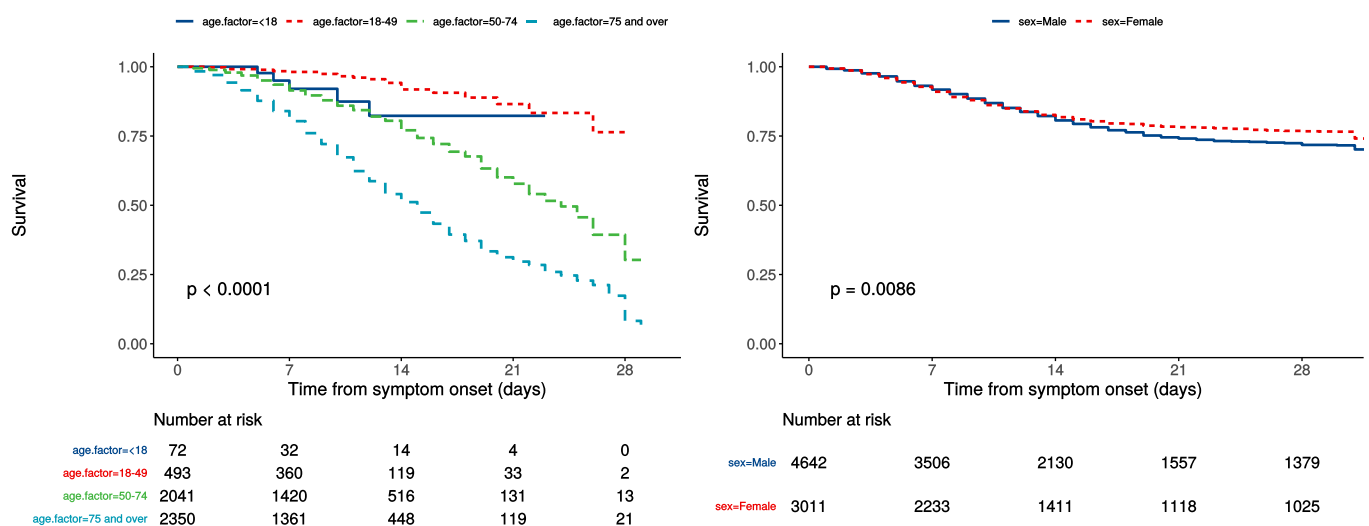 age.factor=<18 age.factor=18-49 age.factor=50-74 age.factor=75 and over
1.00
0.75
0.50
0.25
0.00
Survival
p < 0.0001
0 7 14 21 28
Time from symptom onset (days)
Number at risk
age.factor=<18 72 32 14 4 0
age.factor=18-49 493 360 119 33 2
age.factor=50-74 2041 1420 516 131 13
age.factor=75 and over 2350 1361 448 119 21
sex=Male sex=Female
1.00
0.75
0.50
0.25
0.00
Survival
p = 0.0086
0 7 14 21 28
Time from symptom onset (days)
Number at risk
sex=Male 4642 3506 2130 1557 1379
sex=Female 3011 2233 1411 1118 1025